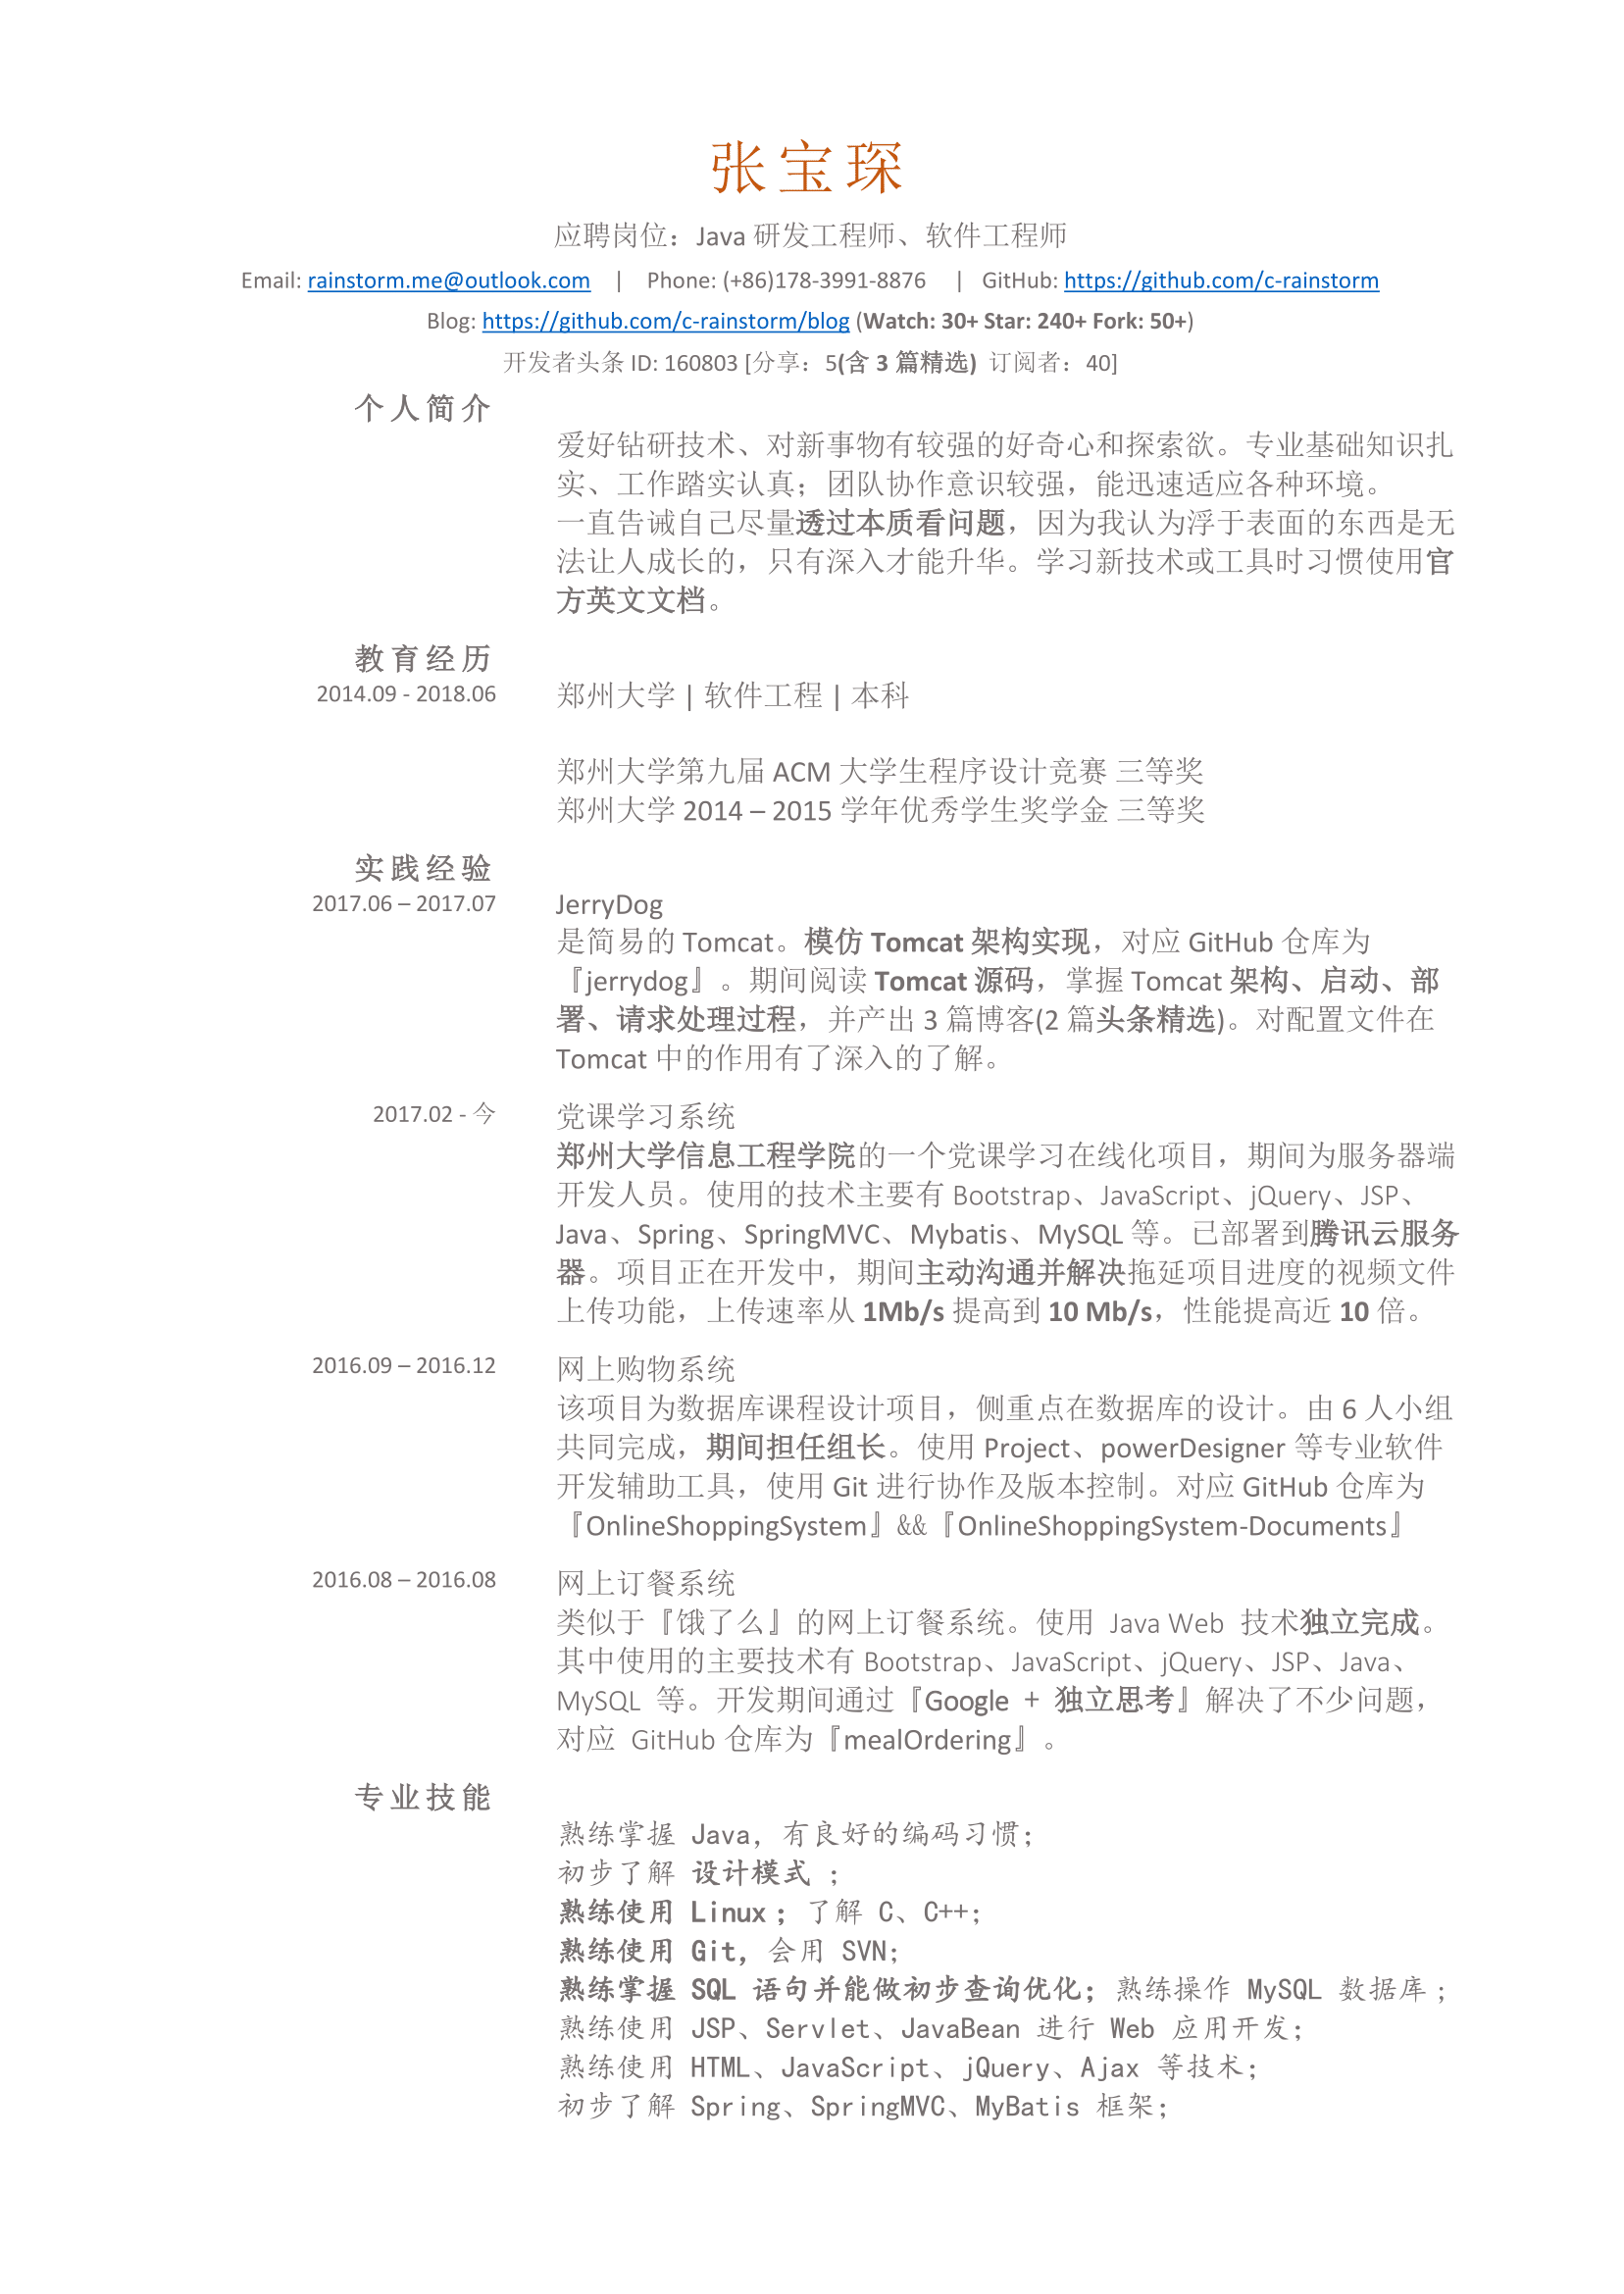 张宝琛
应聘岗位：Java 研发工程师、软件工程师
Email: rainstorm.me@outlook.com | Phone: (+86)178-3991-8876 | GitHub: https://github.com/c-rainstorm
Blog: https://github.com/c-rainstorm/blog (Watch: 30+ Star: 240+ Fork: 50+)
开发者头条 ID: 160803 [分享：5(含 3 篇精选) 订阅者：40]
个人简介
爱好钻研技术、对新事物有较强的好奇心和探索欲。专业基础知识扎
实、工作踏实认真；团队协作意识较强，能迅速适应各种环境。
一直告诫自己尽量透过本质看问题，因为我认为浮于表面的东西是无
法让人成长的，只有深入才能升华。学习新技术或工具时习惯使用官
方英文文档。
教育经历
2014.09 - 2018.06 郑州大学 | 软件工程 | 本科
郑州大学第九届 ACM 大学生程序设计竞赛 三等奖
郑州大学 2014 – 2015 学年优秀学生奖学金 三等奖
实践经验
2017.06 – 2017.07 JerryDog
是简易的 Tomcat。模仿 Tomcat 架构实现，对应 GitHub 仓库为
『jerrydog』。期间阅读 Tomcat 源码，掌握 Tomcat 架构、启动、部
署、请求处理过程，并产出 3 篇博客(2 篇头条精选)。对配置文件在
Tomcat 中的作用有了深入的了解。
2017.02 - 今 党课学习系统
郑州大学信息工程学院的一个党课学习在线化项目，期间为服务器端
开发人员。使用的技术主要有 Bootstrap、JavaScript、jQuery、JSP、
Java、Spring、SpringMVC、Mybatis、MySQL 等。已部署到腾讯云服务
器。项目正在开发中，期间主动沟通并解决拖延项目进度的视频文件
上传功能，上传速率从 1Mb/s 提高到 10 Mb/s，性能提高近 10 倍。
2016.09 – 2016.12 网上购物系统
该项目为数据库课程设计项目，侧重点在数据库的设计。由 6 人小组
共同完成，期间担任组长。使用 Project、powerDesigner 等专业软件
开发辅助工具，使用 Git 进行协作及版本控制。对应 GitHub 仓库为
『OnlineShoppingSystem』&&『OnlineShoppingSystem-Documents』
2016.08 – 2016.08 网上订餐系统
类似于『饿了么』的网上订餐系统。使用 Java Web 技术独立完成。
其中使用的主要技术有 Bootstrap、JavaScript、jQuery、JSP、Java、
MySQL 等。开发期间通过『Google + 独立思考』解决了不少问题，
对应 GitHub 仓库为『mealOrdering』。
专业技能
熟练掌握 Java，有良好的编码习惯；
初步了解 设计模式 ；
熟练使用 Linux ；了解 C、C++；
熟练使用 Git，会用 SVN；
熟练掌握 SQL 语句并能做初步查询优化；熟练操作 MySQL 数据库 ；
熟练使用 JSP、Servlet、JavaBean 进行 Web 应用开发；
熟练使用 HTML、JavaScript、jQuery、Ajax 等技术；
初步了解 Spring、SpringMVC、MyBatis 框架；